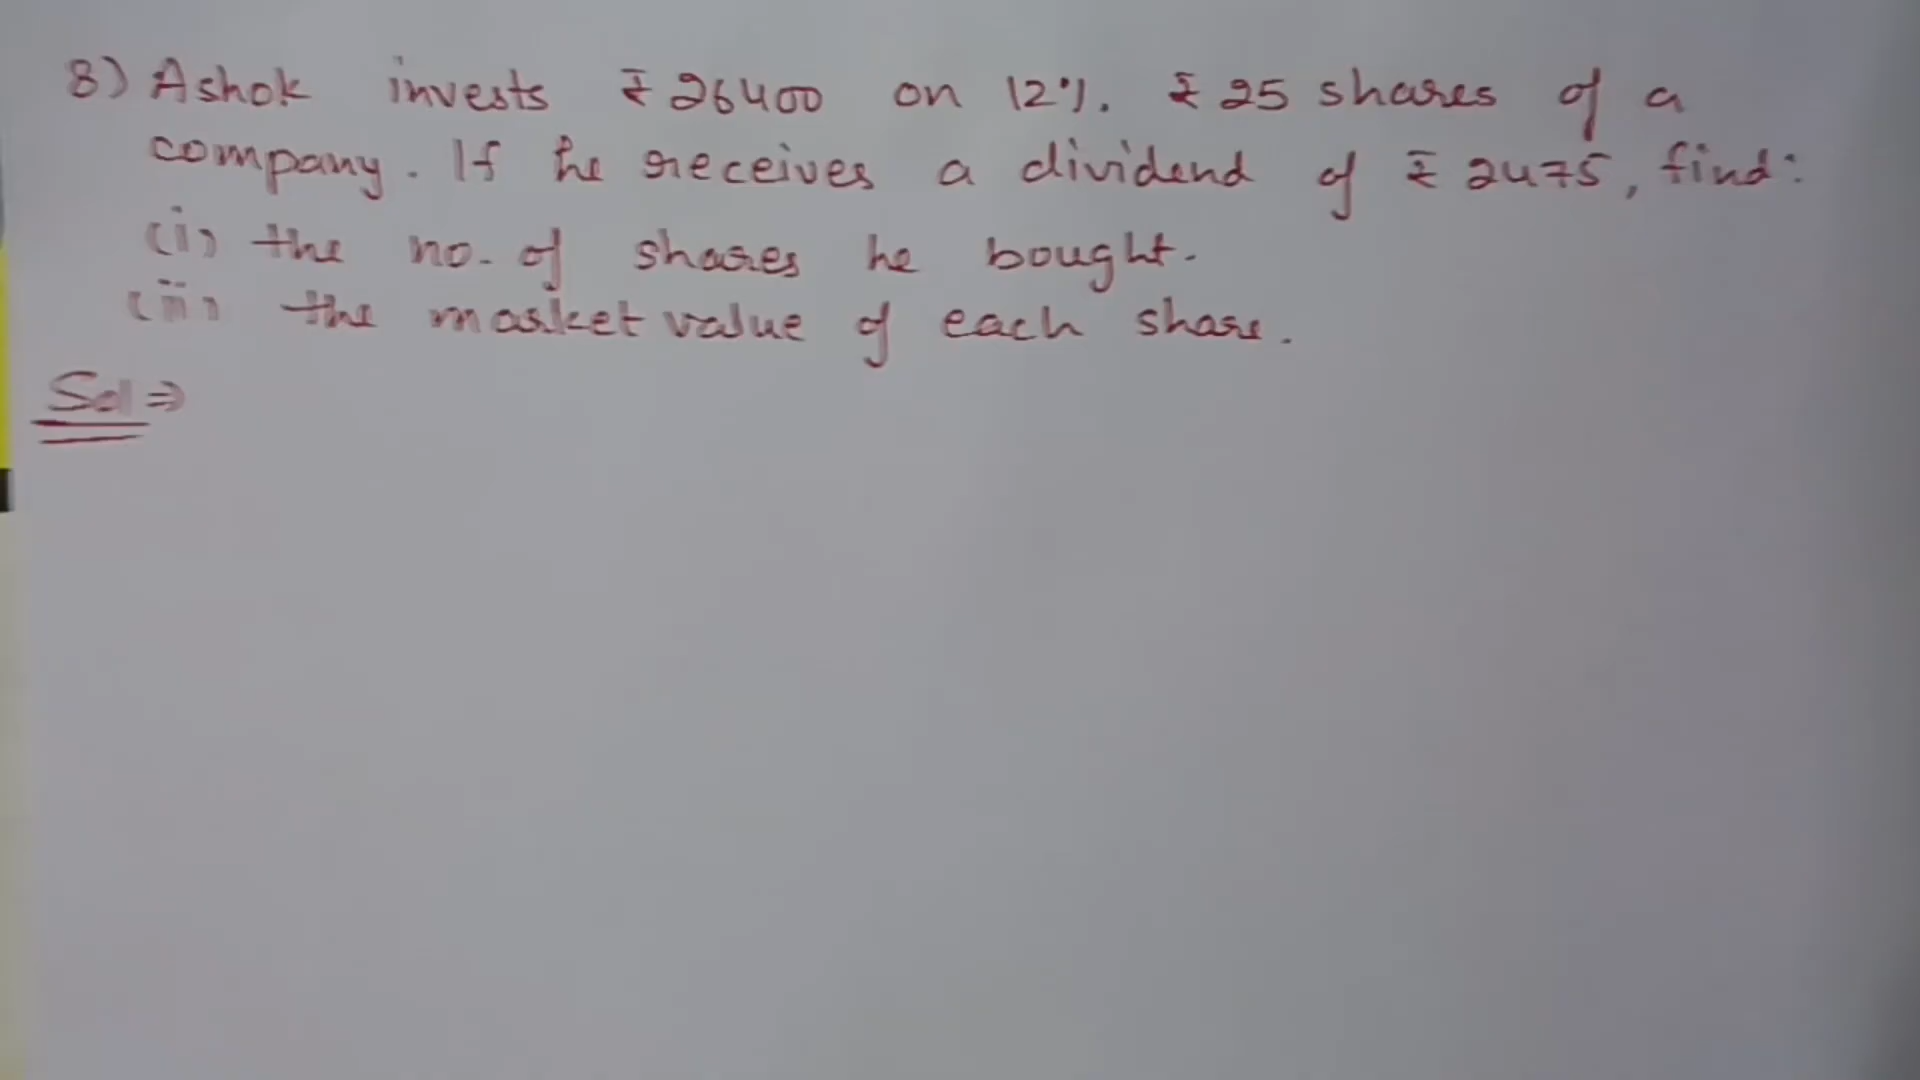 8) Ashok invests ₹ 26400 on 12%. ₹ 25 shares of a
company. If he receives a dividend of ₹ 2475, find:
(i) the no. of shares he bought.
(ii) the market value of each share.
Sol ⇒